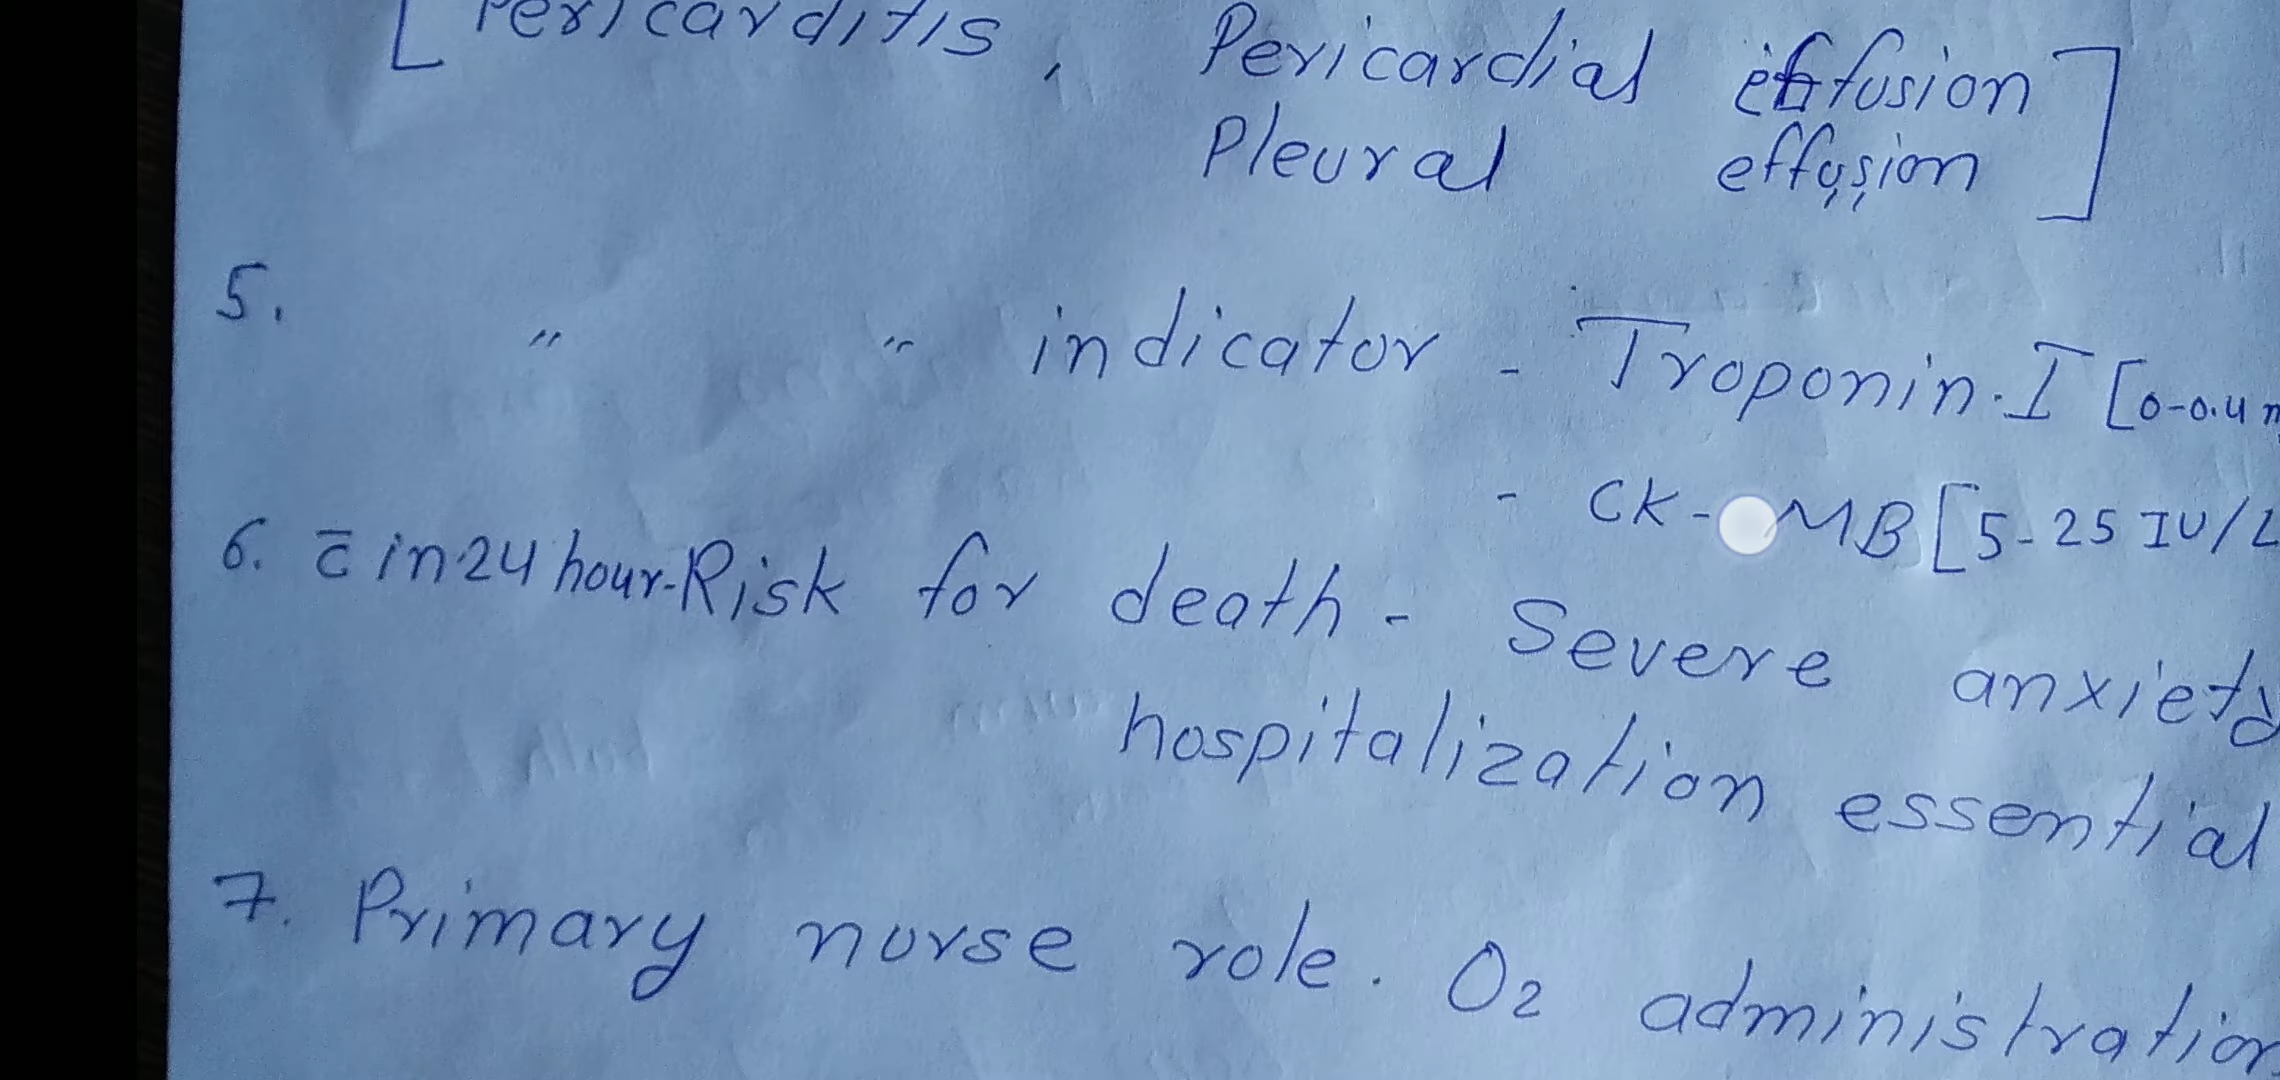 [Pericarditis, Pericardial effusion
Pleural effusion]
5. " " indicator - Troponin-I [0-0.4 n
- CK-MB [5-25 IU/L
6. c̄ in 24 hour-Risk for death - Severe anxiety
hospitalization essential
7. Primary nurse role. O2 administration